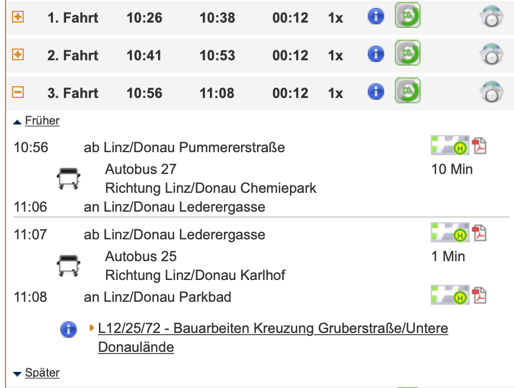 1. Fahrt 10:26 10:38 00:12 1x
2. Fahrt 10:41 10:53 00:12 1x
3. Fahrt 10:56 11:08 00:12 1x
Früher
10:56 ab Linz/Donau Pummererstraße
Autobus 27 10 Min
Richtung Linz/Donau Chemiepark
11:06 an Linz/Donau Lederergasse
11:07 ab Linz/Donau Lederergasse
Autobus 25 1 Min
Richtung Linz/Donau Karlhof
11:08 an Linz/Donau Parkbad
L12/25/72 - Bauarbeiten Kreuzung Gruberstraße/Untere
Donaulände
Später